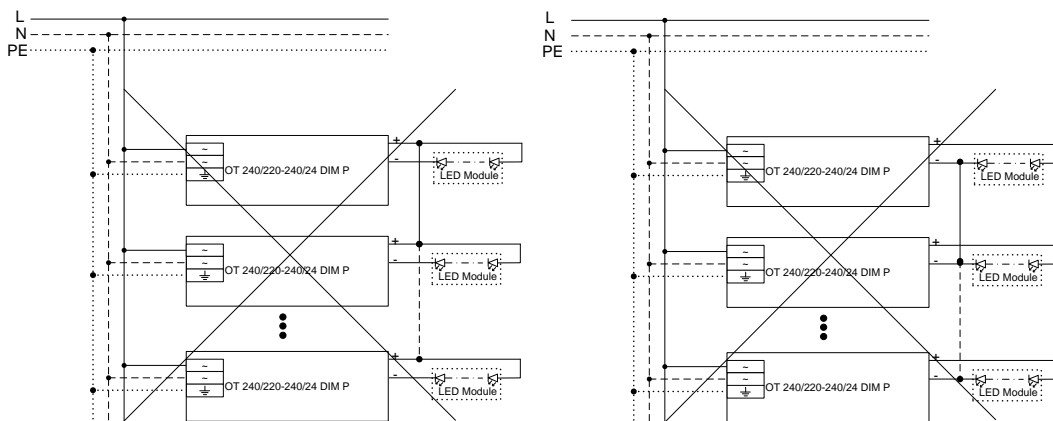 L
N
PE
+
~
~
OT 240/220-240/24 DIM P
-
LED Module
+
~
~
OT 240/220-240/24 DIM P
-
LED Module
+
~
~
OT 240/220-240/24 DIM P
-
LED Module
L
N
PE
+
~
~
OT 240/220-240/24 DIM P
-
LED Module
+
~
~
OT 240/220-240/24 DIM P
-
LED Module
+
~
~
OT 240/220-240/24 DIM P
-
LED Module